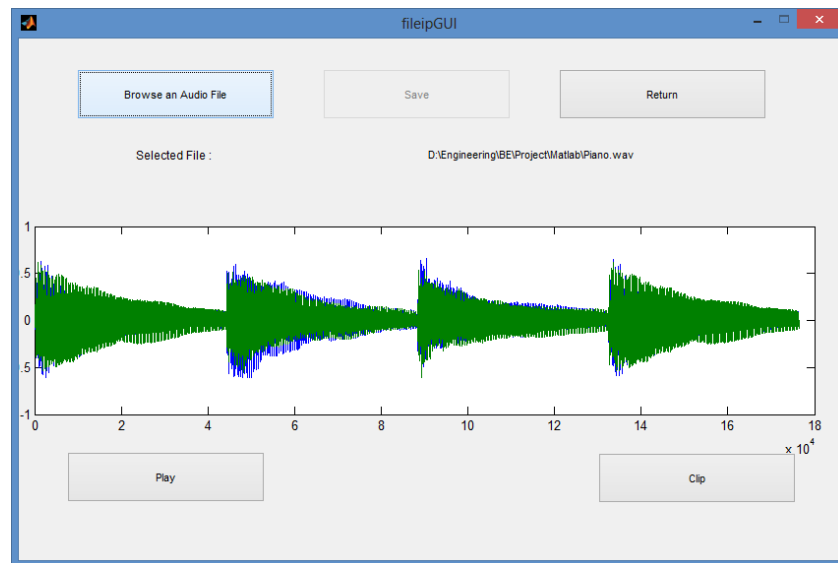 fileipGUI
Browse an Audio File
Save
Return
Selected File :
D:\Engineering\BE\Project\Matlab\Piano.wav
1
.5
0
.5
-1
0 2 4 6 8 10 12 14 16 18
x 10^4
Play
Clip